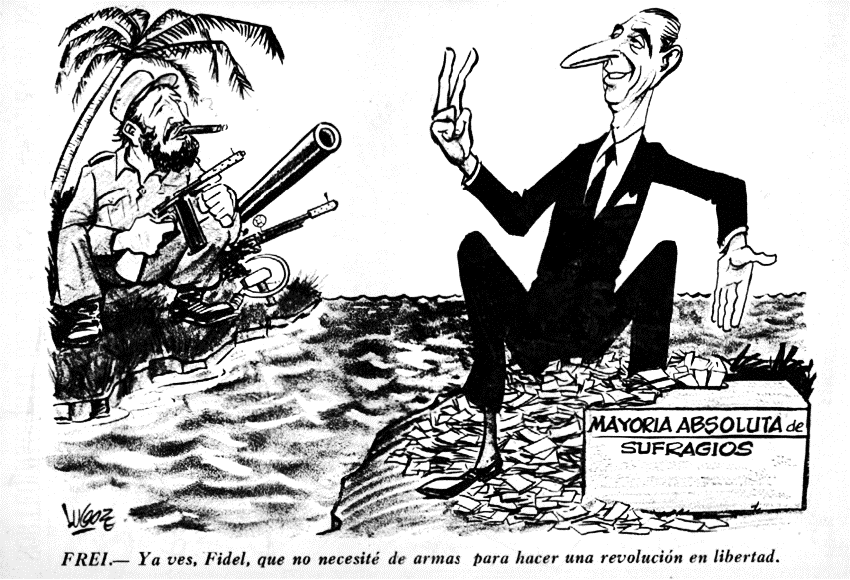 MAYORIA ABSOLUTA de
SUFRAGIOS
LUGOZE
FREI.— Ya ves, Fidel, que no necesité de armas para hacer una revolución en libertad.